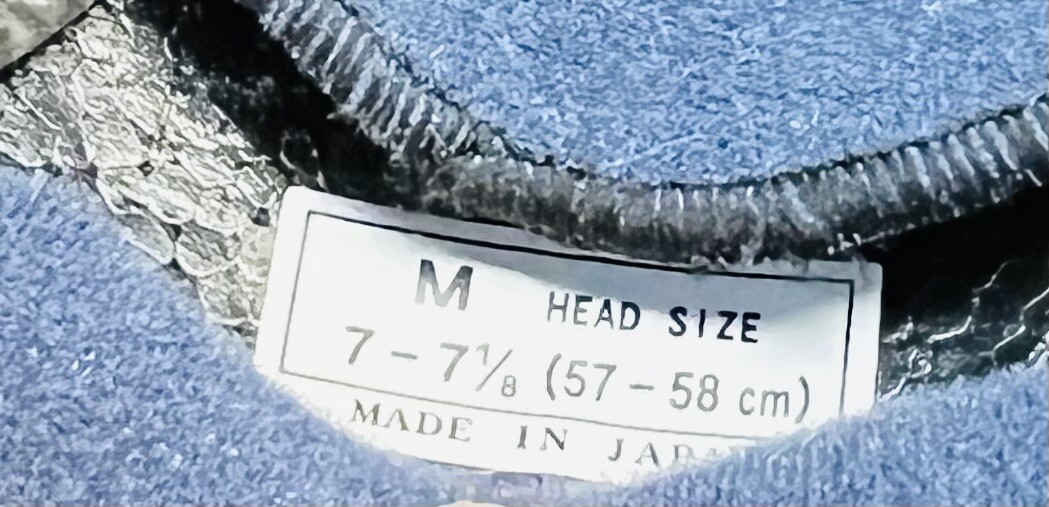 M HEAD SIZE
7 – 7⅛ (57 – 58 cm)
MADE IN